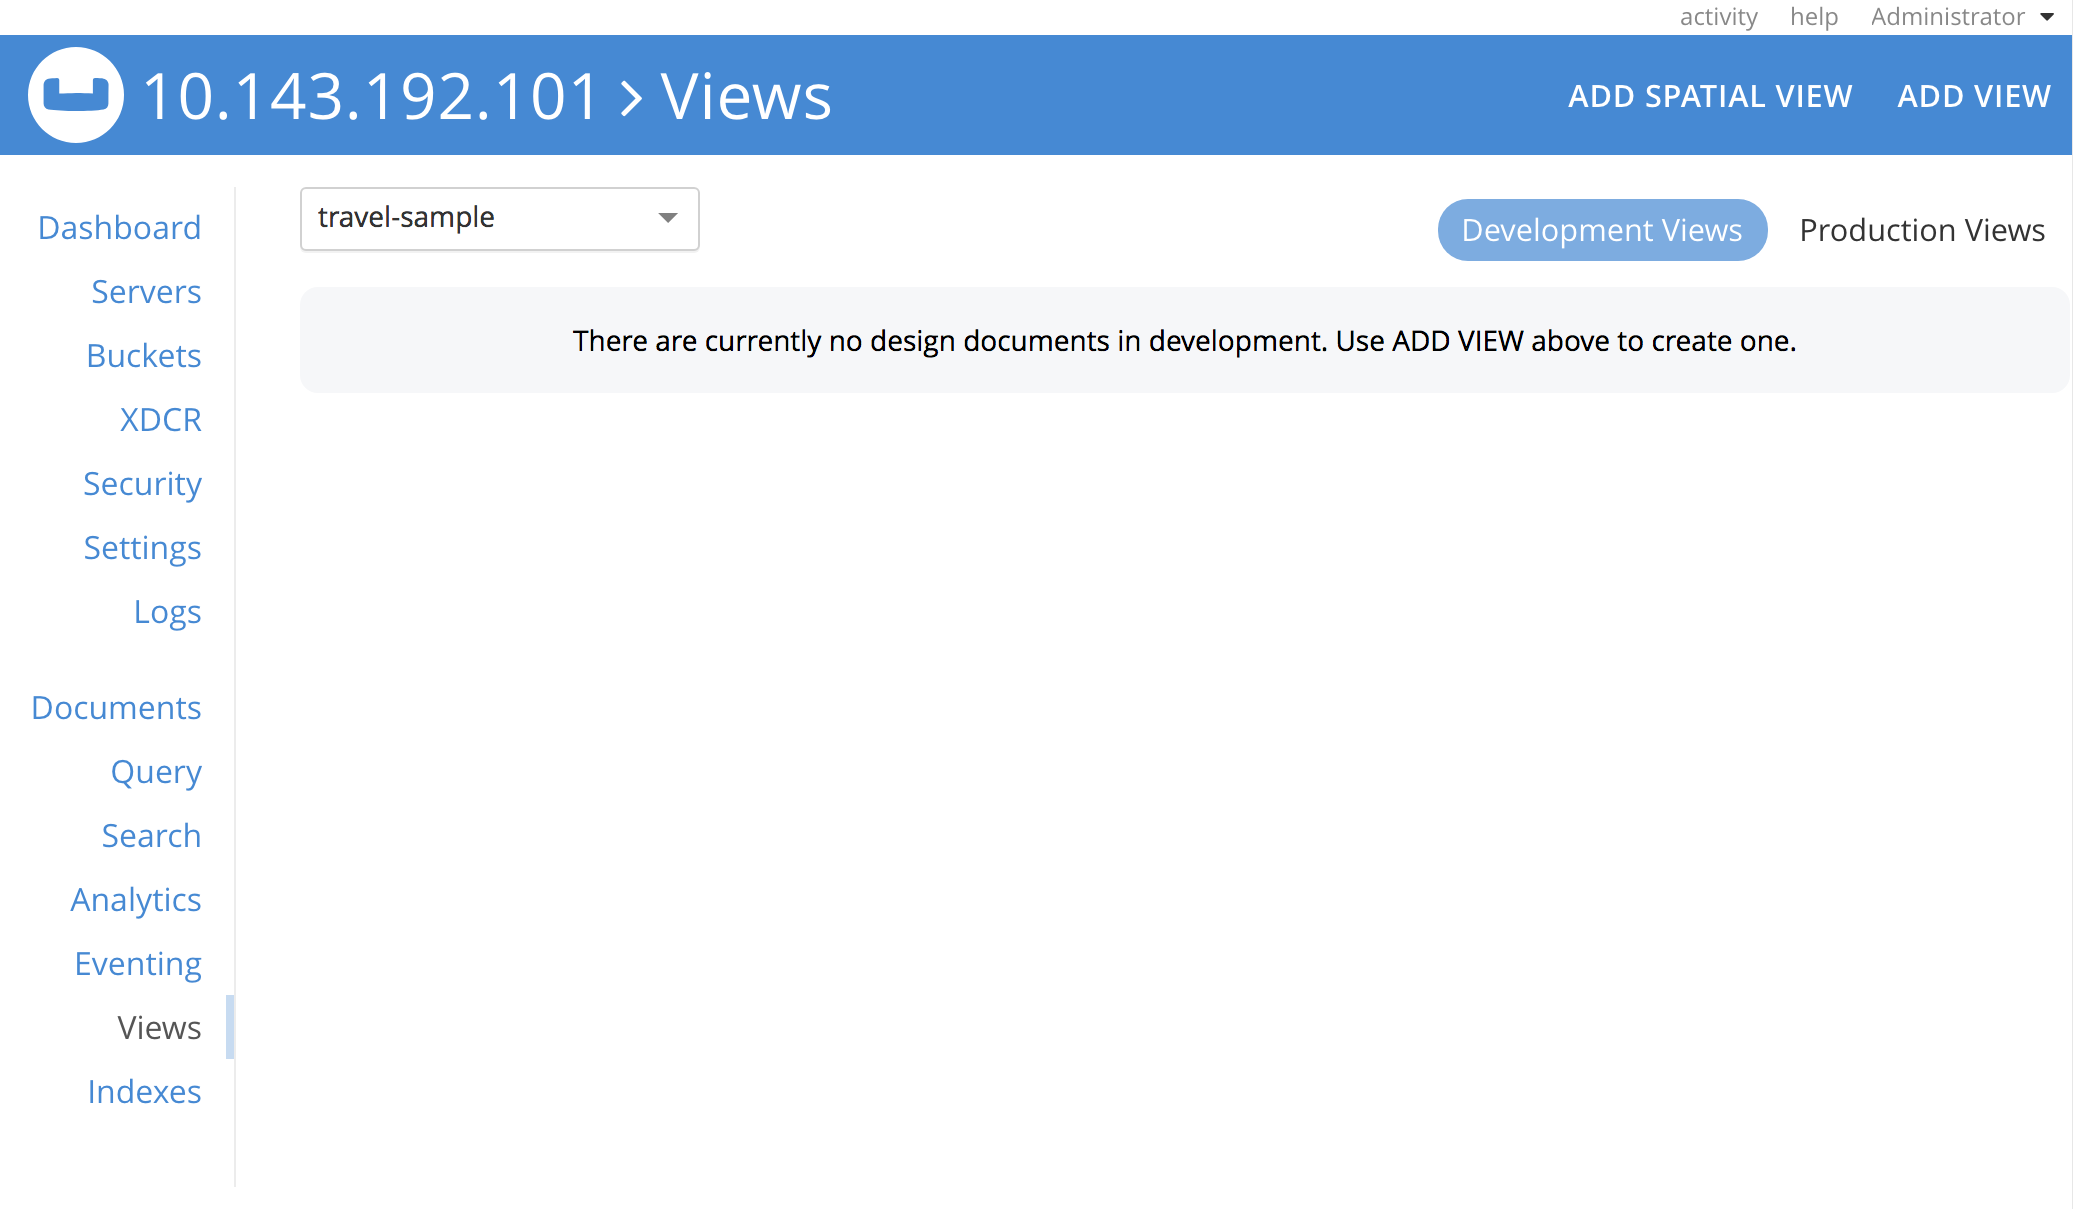 activity help Administrator
10.143.192.101 > Views ADD SPATIAL VIEW ADD VIEW
travel-sample Development Views Production Views
There are currently no design documents in development. Use ADD VIEW above to create one.
Dashboard
Servers
Buckets
XDCR
Security
Settings
Logs
Documents
Query
Search
Analytics
Eventing
Views
Indexes